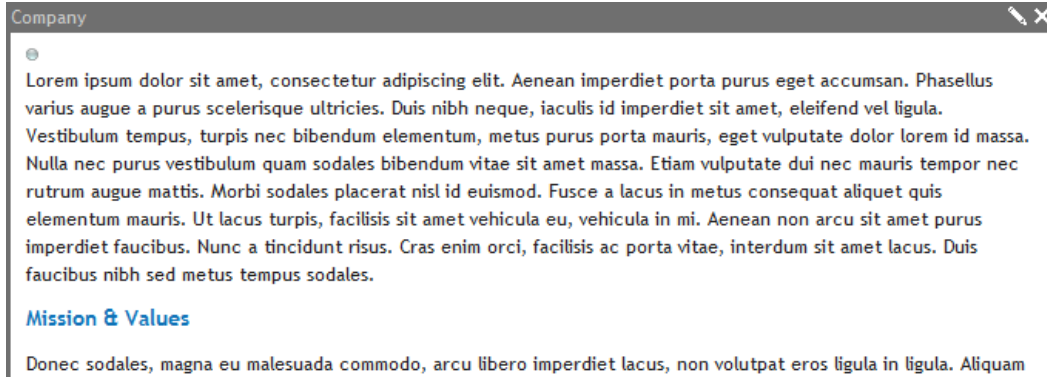 Company
Lorem ipsum dolor sit amet, consectetur adipiscing elit. Aenean imperdiet porta purus eget accumsan. Phasellus
varius augue a purus scelerisque ultricies. Duis nibh neque, iaculis id imperdiet sit amet, eleifend vel ligula.
Vestibulum tempus, turpis nec bibendum elementum, metus purus porta mauris, eget vulputate dolor lorem id massa.
Nulla nec purus vestibulum quam sodales bibendum vitae sit amet massa. Etiam vulputate dui nec mauris tempor nec
rutrum augue mattis. Morbi sodales placerat nisl id euismod. Fusce a lacus in metus consequat aliquet quis
elementum mauris. Ut lacus turpis, facilisis sit amet vehicula eu, vehicula in mi. Aenean non arcu sit amet purus
imperdiet faucibus. Nunc a tincidunt risus. Cras enim orci, facilisis ac porta vitae, interdum sit amet lacus. Duis
faucibus nibh sed metus tempus sodales.
Mission & Values
Donec sodales, magna eu malesuada commodo, arcu libero imperdiet lacus, non volutpat eros ligula in ligula. Aliquam